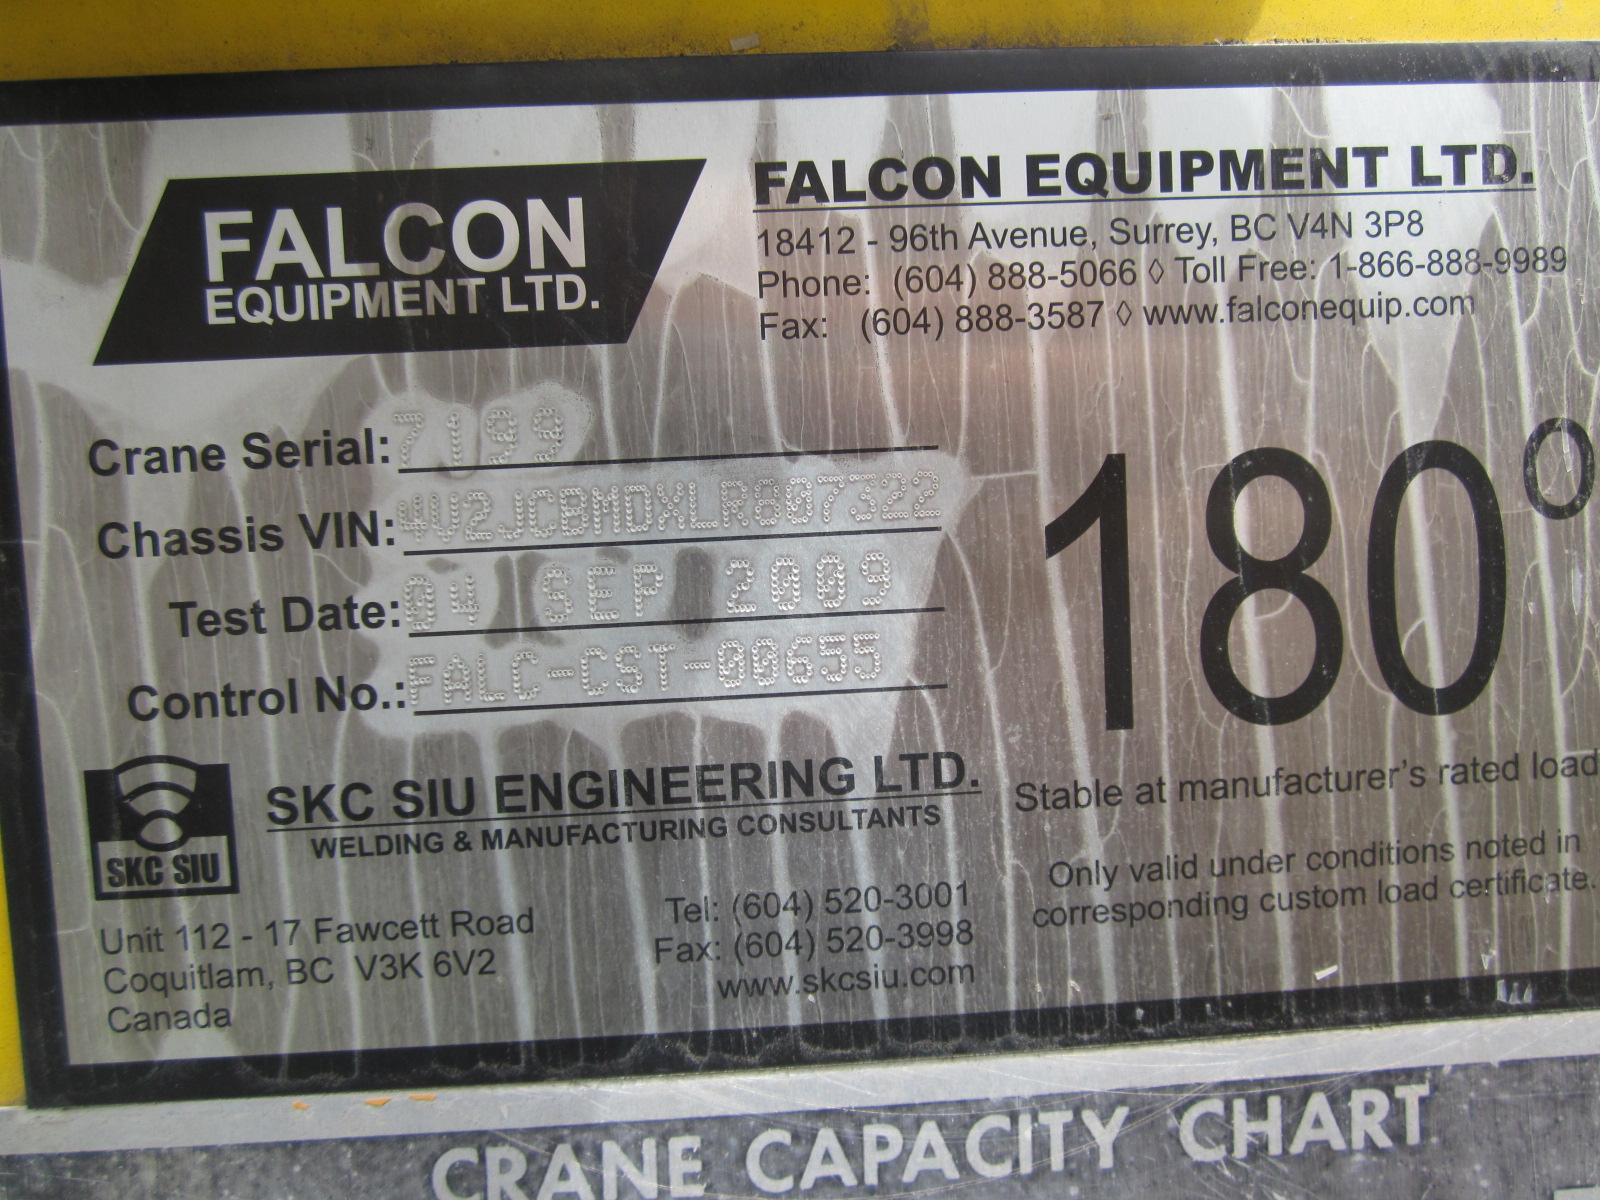 FALCON
EQUIPMENT LTD.
FALCON EQUIPMENT LTD.
18412 - 96th Avenue, Surrey, BC V4N 3P8
Phone: (604) 888-5066 ◊ Toll Free: 1-866-888-9989
Fax: (604) 888-3587 ◊ www.falconequip.com
Crane Serial:
Chassis VIN: 4V2JCBMDXLR807322
Test Date: 04 SEP 2009
Control No.: FALC-CST-00655
180°
Stable at manufacturer's rated load
Only valid under conditions noted in
corresponding custom load certificate.
SKC SIU
SKC SIU ENGINEERING LTD.
WELDING & MANUFACTURING CONSULTANTS
Unit 112 - 17 Fawcett Road
Coquitlam, BC V3K 6V2
Canada
Tel: (604) 520-3001
Fax: (604) 520-3998
www.skcsiu.com
CRANE CAPACITY CHART